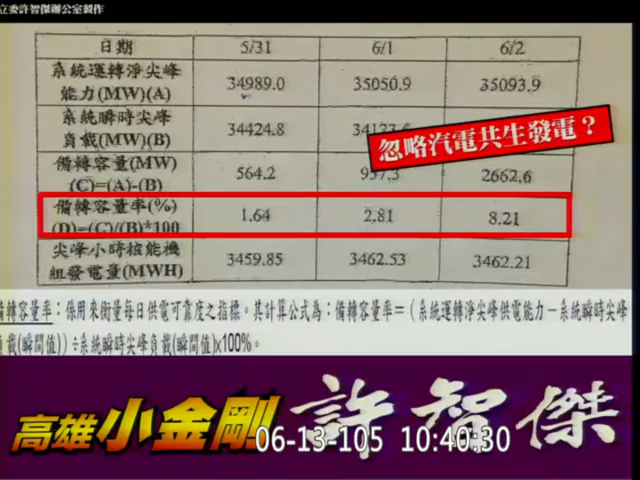 立委許智傑辦公室製作
日期 5/31 6/1 6/2
系統運轉淨尖峰能力(MW)(A) 34989.0 35050.9 35093.9
系統瞬時尖峰負載(MW)(B) 34424.8
忽略汽電共生發電？
備轉容量(MW)(C)=(A)-(B) 564.2 957.3 2662.6
備轉容量率(%)(D)=(C)/(B)*100 1.64 2.81 8.21
尖峰小時核能機組發電量(MWH) 3459.85 3462.53 3462.21
備轉容量率：係用來衡量每日供電可靠度之指標。其計算公式為：備轉容量率＝（系統運轉淨尖峰供電能力－系統瞬時尖峰
負載(瞬間值)）÷系統瞬時尖峰負載(瞬間值)×100%。
高雄小金剛 許智傑
06-13-105 10:40:30